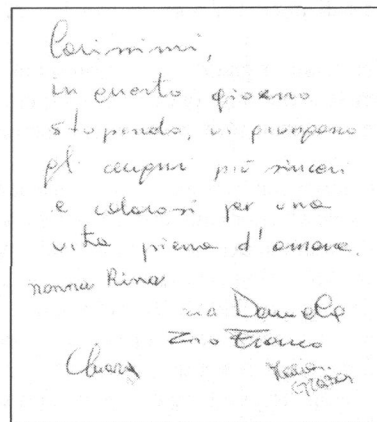 Carissimi,
in questo giorno
stupendo, vi giungano
gli auguri più sinceri
e calorosi per una
vita piena d'amore.
nonna Rina
zia Daniela
Zio Franco
Chiara